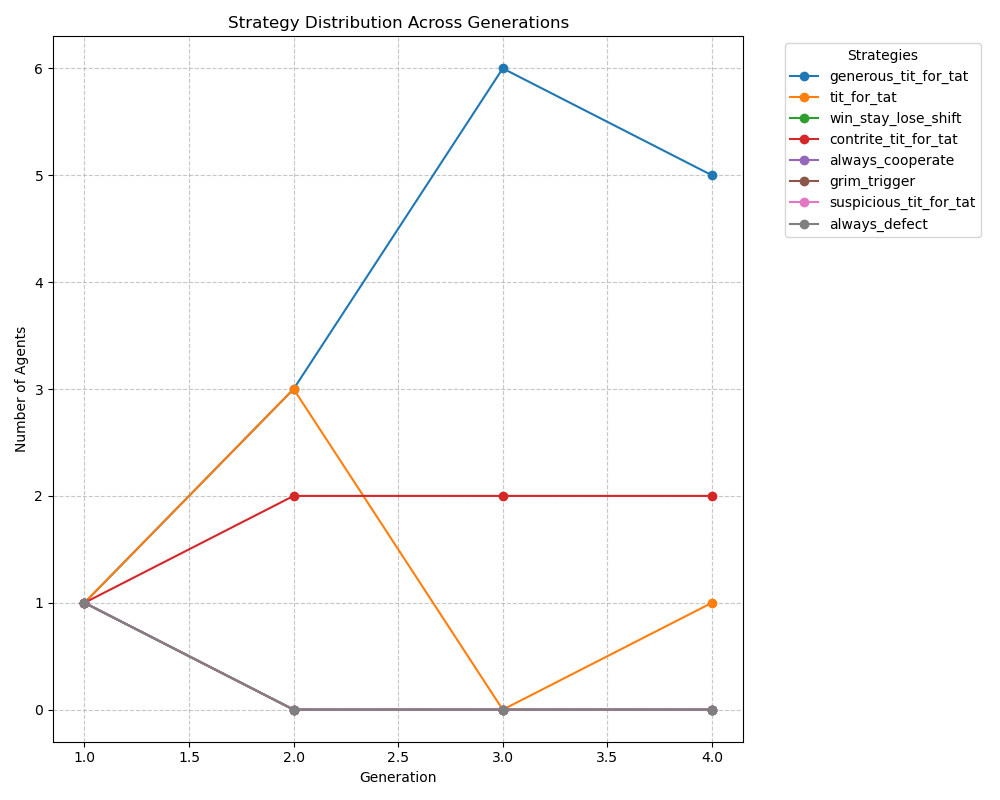 Strategy Distribution Across Generations
Number of Agents
6
5
4
3
2
1
0
1.0 1.5 2.0 2.5 3.0 3.5 4.0
Generation
Strategies
generous_tit_for_tat
tit_for_tat
win_stay_lose_shift
contrite_tit_for_tat
always_cooperate
grim_trigger
suspicious_tit_for_tat
always_defect